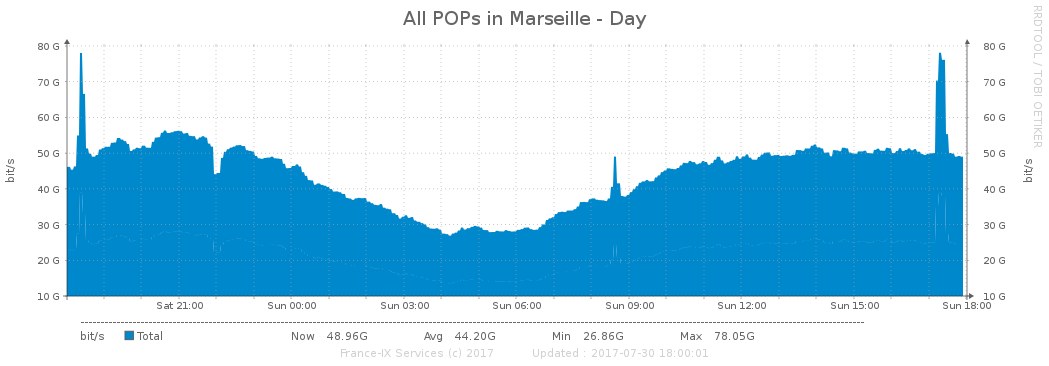 All POPs in Marseille - Day
RRDTOOL / TOBI OETIKER
bit/s
80 G 80 G
70 G 70 G
60 G 60 G
50 G 50 G
40 G 40 G
30 G 30 G
20 G 20 G
10 G 10 G
bit/s
Sat 21:00 Sun 00:00 Sun 03:00 Sun 06:00 Sun 09:00 Sun 12:00 Sun 15:00 Sun 18:00
bit/s Total Now 48.96G Avg 44.20G Min 26.86G Max 78.05G
France-IX Services (c) 2017 Updated : 2017-07-30 18:00:01